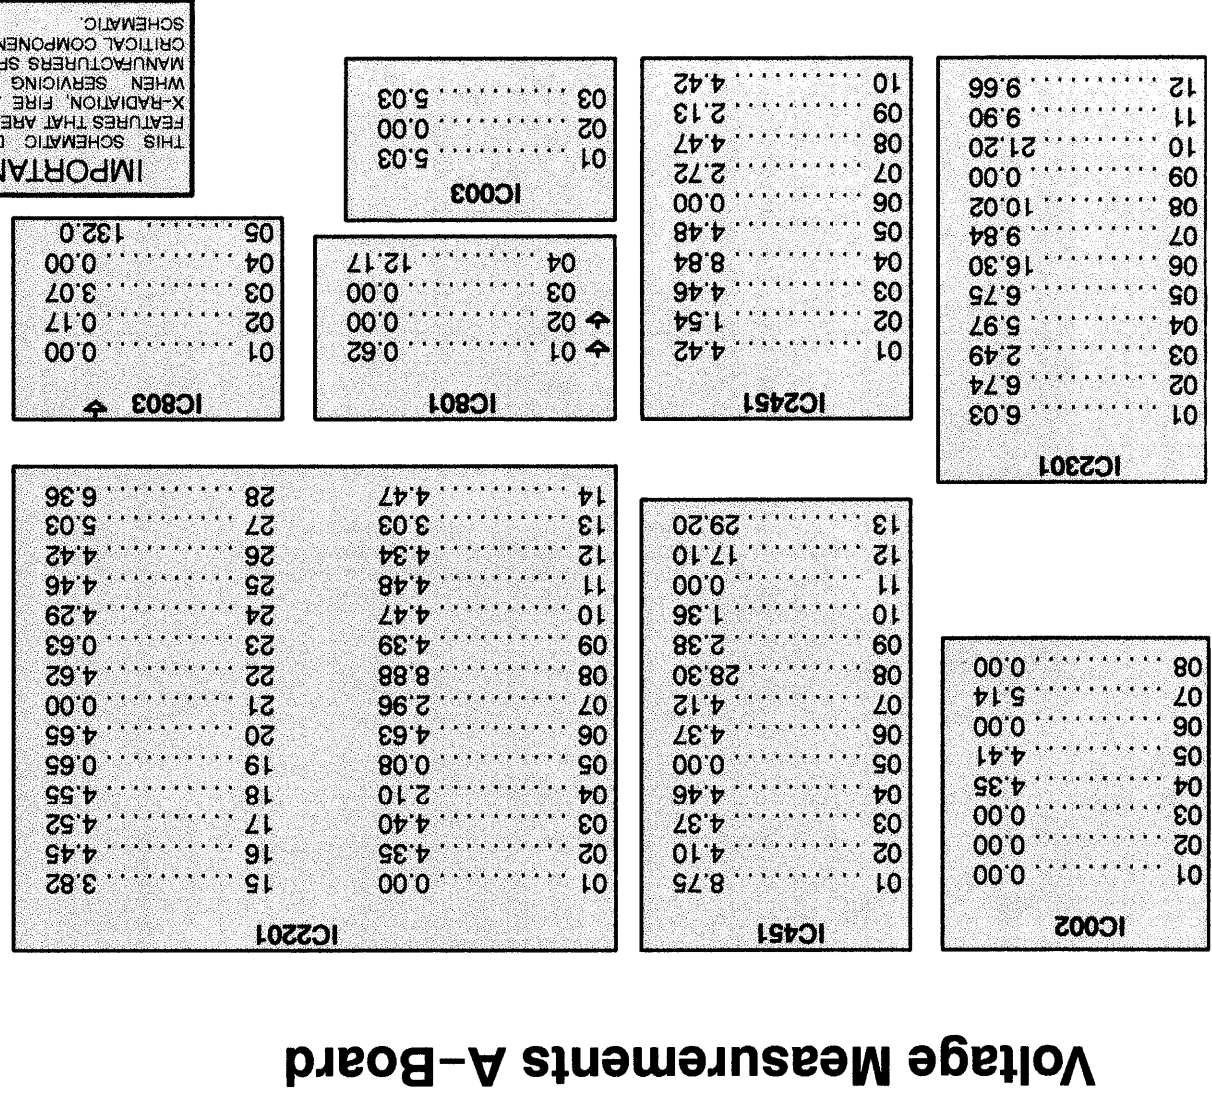 Voltage Measurements A-Board
IC002
01 .......... 0.00
02 .......... 0.00
03 .......... 0.00
04 .......... 4.35
05 .......... 4.41
06 .......... 0.00
07 .......... 5.14
08 .......... 0.00
IC451
01 .......... 8.75
02 .......... 4.10
03 .......... 4.37
04 .......... 4.46
05 .......... 0.00
06 .......... 4.37
07 .......... 4.12
08 .......... 28.30
09 .......... 2.38
10 .......... 1.36
11 .......... 0.00
12 .......... 17.10
13 .......... 29.20
IC2201
01 .......... 0.00
02 .......... 4.35
03 .......... 4.40
04 .......... 2.10
05 .......... 0.08
06 .......... 4.63
07 .......... 2.96
08 .......... 8.88
09 .......... 4.39
10 .......... 4.47
11 .......... 4.48
12 .......... 4.34
13 .......... 3.03
14 .......... 4.47
15 .......... 3.82
16 .......... 4.45
17 .......... 4.52
18 .......... 4.55
19 .......... 0.65
20 .......... 4.65
21 .......... 0.00
22 .......... 4.62
23 .......... 0.63
24 .......... 4.29
25 .......... 4.46
26 .......... 4.42
27 .......... 5.03
28 .......... 6.36
IC2301
01 .......... 6.03
02 .......... 6.74
03 .......... 2.49
04 .......... 5.97
05 .......... 6.75
06 .......... 16.30
07 .......... 9.84
08 .......... 10.02
09 .......... 0.00
10 .......... 21.20
11 .......... 9.90
12 .......... 9.66
IC2451
01 .......... 4.42
02 .......... 1.54
03 .......... 4.46
04 .......... 8.84
05 .......... 4.48
06 .......... 0.00
07 .......... 2.72
08 .......... 4.47
09 .......... 2.13
10 .......... 4.42
IC801
01 .......... 0.62
02 .......... 0.00
03 .......... 0.00
04 .......... 12.17
IC803
01 .......... 0.00
02 .......... 0.17
03 .......... 3.07
04 .......... 0.00
05 ....... 132.0
IC003
01 .......... 5.03
02 .......... 0.00
03 .......... 5.03
IMPORTAN
THIS SCHEMATIC D
FEATURES THAT ARE
X-RADIATION, FIRE
WHEN SERVICING
MANUFACTURERS SP
CRITICAL COMPONEN
SCHEMATIC.